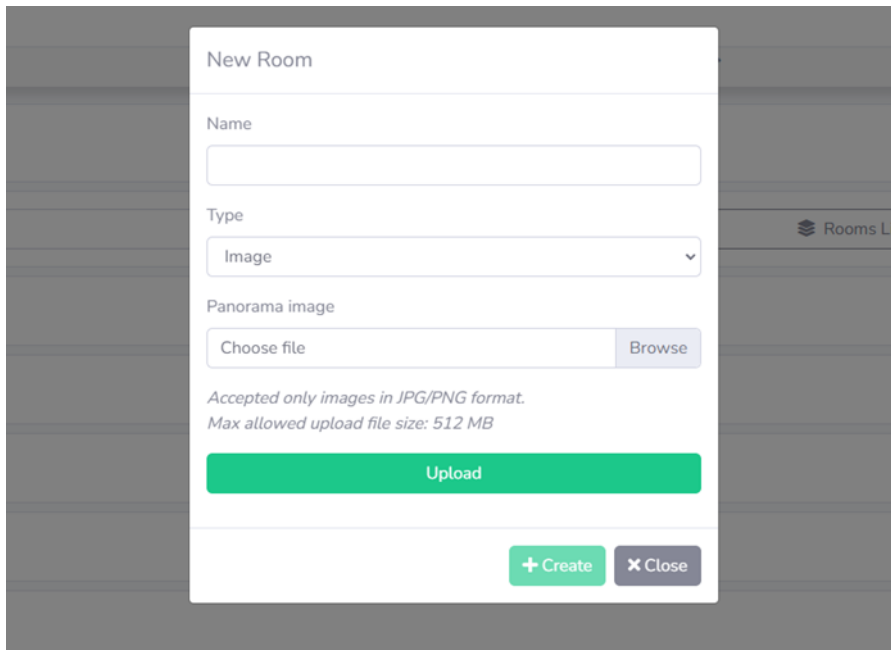 New Room
Name
Type
Rooms L
Image
Panorama image
Choose file
Browse
Accepted only images in JPG/PNG format.
Max allowed upload file size: 512 MB
Upload
Create
Close